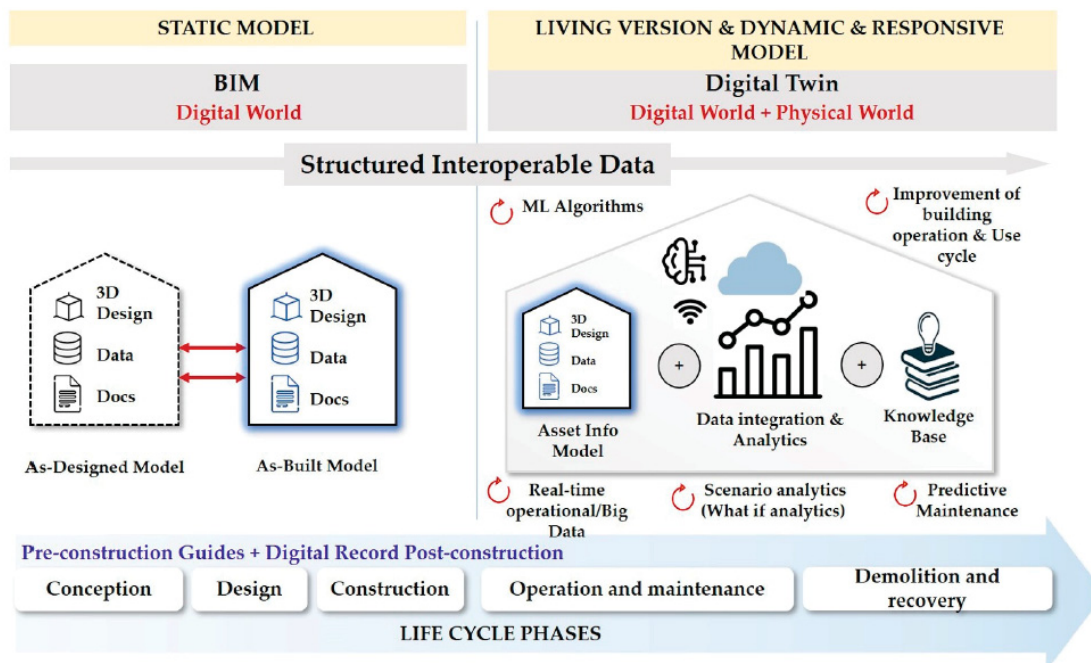 STATIC MODEL
LIVING VERSION & DYNAMIC & RESPONSIVE
MODEL
BIM
Digital World
Digital Twin
Digital World + Physical World
Structured Interoperable Data
ML Algorithms
Improvement of
building
operation & Use
cycle
3D
Design
Data
Docs
As-Designed Model
3D
Design
Data
Docs
As-Built Model
3D
Design
Data
Docs
Asset Info
Model
+
Data integration &
Analytics
+
Knowledge
Base
Real-time
operational/Big
Data
Scenario analytics
(What if analytics)
Predictive
Maintenance
Pre-construction Guides + Digital Record Post-construction
Conception
Design
Construction
Operation and maintenance
Demolition and
recovery
LIFE CYCLE PHASES